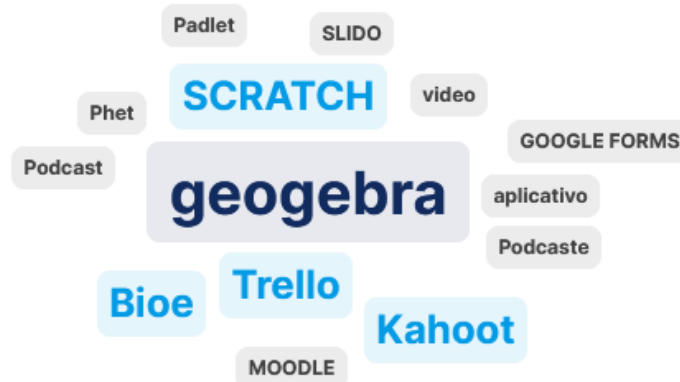 Padlet
SLIDO
SCRATCH
video
Phet
GOOGLE FORMS
Podcast
geogebra
aplicativo
Podcaste
Trello
Bioe
Kahoot
MOODLE